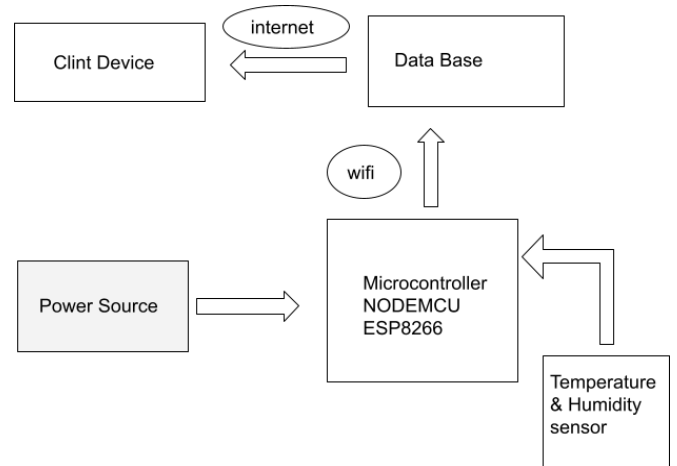 internet
Clint Device
Data Base
wifi
Power Source
Microcontroller
NODEMCU
ESP8266
Temperature
& Humidity
sensor